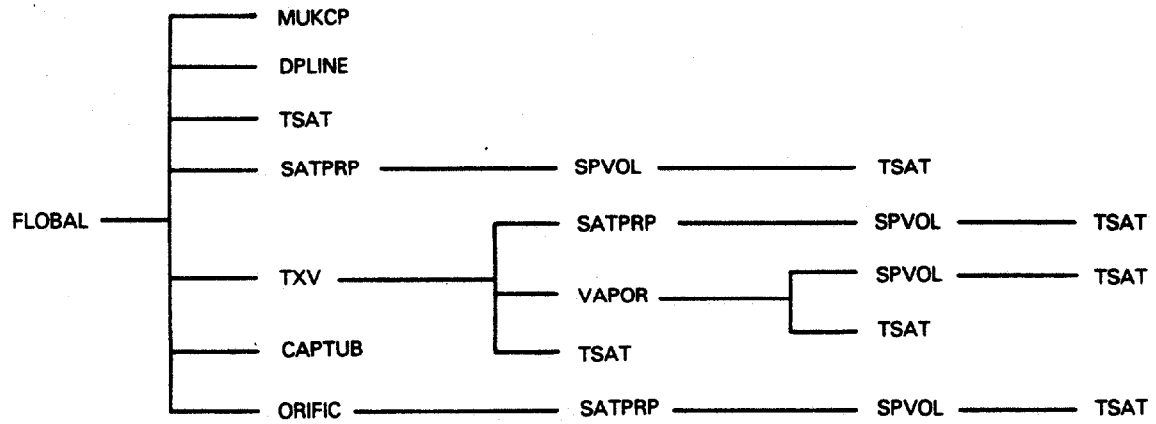 MUKCP
DPLINE
TSAT
SATPRP SPVOL TSAT
FLOBAL SATPRP SPVOL TSAT
TXV VAPOR SPVOL TSAT
TSAT
CAPTUB TSAT
ORIFIC SATPRP SPVOL TSAT